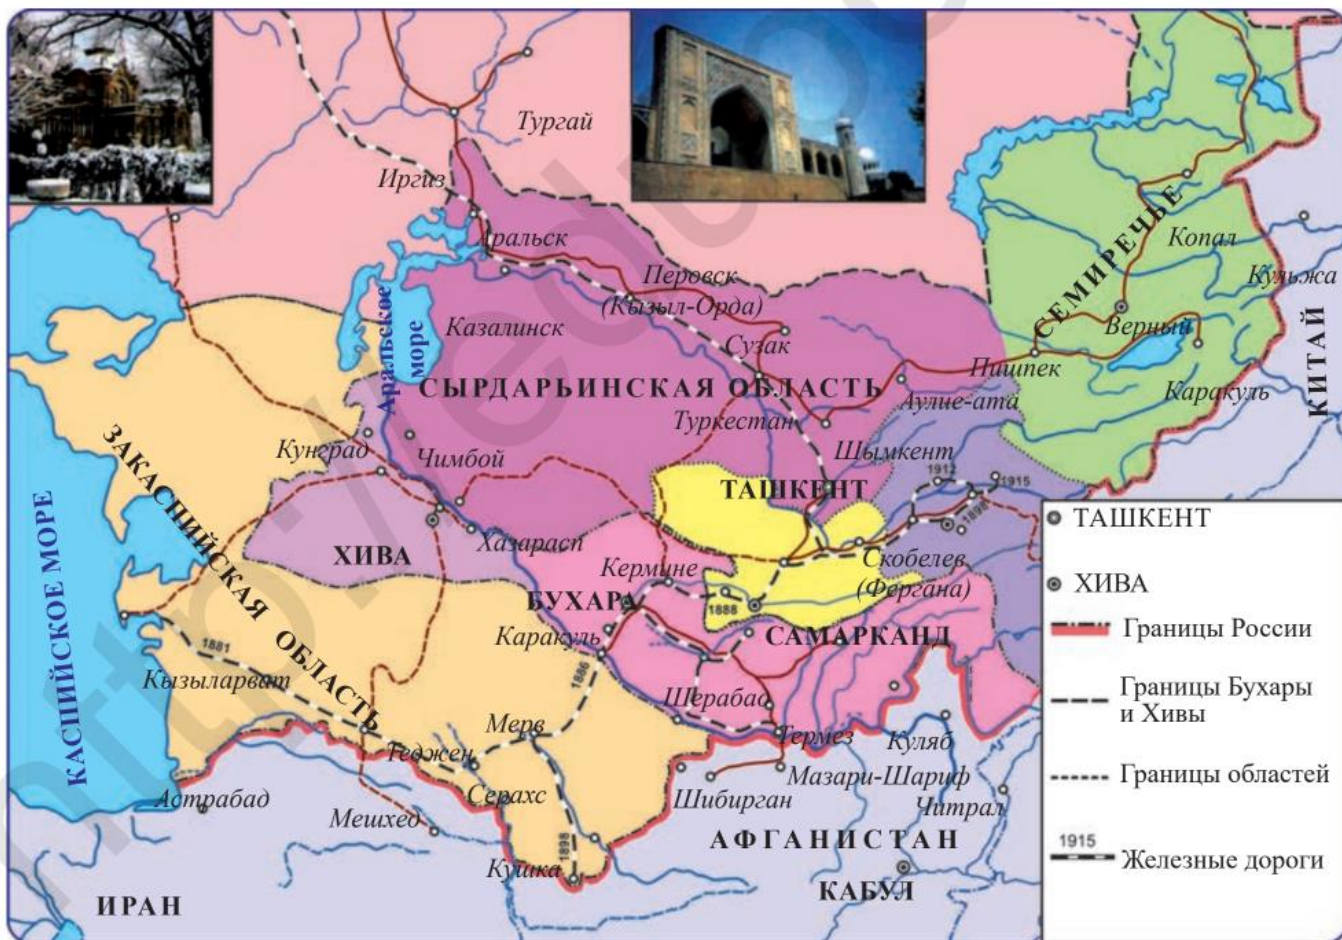 Тургай
Иргиз
Аральск
Перовск
(Кызыл-Орда)
Казалинск
Аральское
море
Сузак
СЕМИРЕЧЬЕ
Копал
Кульжа
Верный
Пишпек
Каракуль
КИТАЙ
СЫРДАРЬИНСКАЯ ОБЛАСТЬ
Аулие-ата
Туркестан
Шымкент
Кунград
Чимбой
ТАШКЕНТ
1912
1915
1898
ЗАКАСПИЙСКАЯ ОБЛАСТЬ
КАСПИЙСКОЕ МОРЕ
ХИВА
Хазарасп
Кермине
Скобелев
(Фергана)
1888
БУХАРА
Каракуль
САМАРКАНД
1881
Кызыларват
1886
Шерабад
Мерв
Теджен
Термез
Куляб
Астрабад
Серахс
Шибирган
Мазари-Шариф
Читрал
Мешхед
АФГАНИСТАН
1898
Кушка
КАБУЛ
ИРАН
ТАШКЕНТ
ХИВА
Границы России
Границы Бухары
и Хивы
Границы областей
1915
Железные дороги